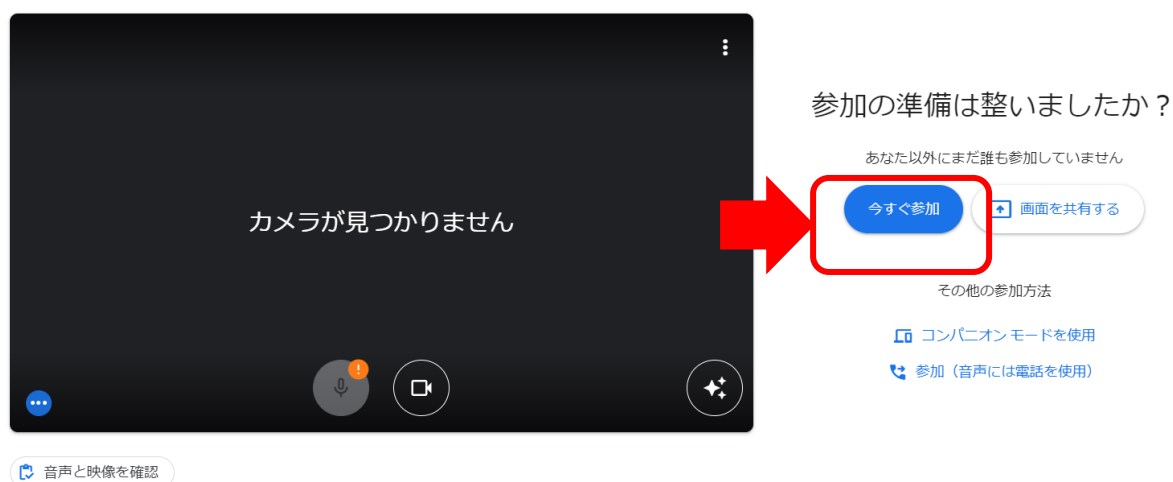 カメラが見つかりません
音声と映像を確認
参加の準備は整いましたか？
あなた以外にまだ誰も参加していません
今すぐ参加
画面を共有する
その他の参加方法
コンパニオン モードを使用
参加（音声には電話を使用）